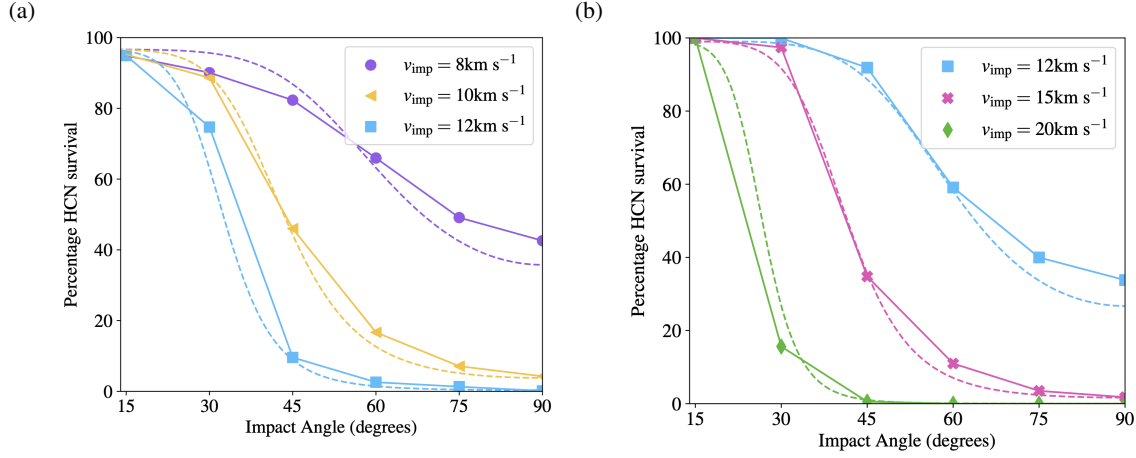 (a)
100
80
60
40
20
0
Percentage HCN survival
15 30 45 60 75 90
Impact Angle (degrees)
v_imp = 8km s⁻¹
v_imp = 10km s⁻¹
v_imp = 12km s⁻¹
(b)
100
80
60
40
20
0
Percentage HCN survival
15 30 45 60 75 90
Impact Angle (degrees)
v_imp = 12km s⁻¹
v_imp = 15km s⁻¹
v_imp = 20km s⁻¹